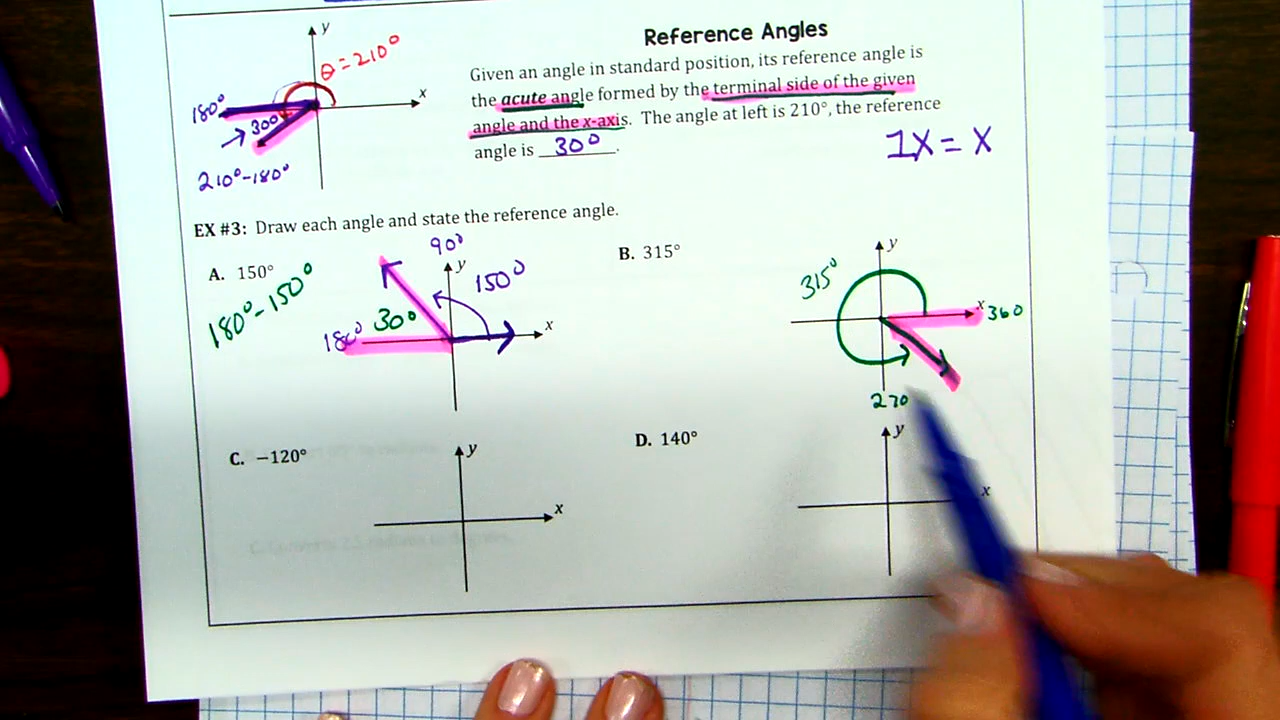 Reference Angles
y
θ = 210°
x
180°
30°
210°-180°
Given an angle in standard position, its reference angle is
the acute angle formed by the terminal side of the given
angle and the x-axis. The angle at left is 210°, the reference
angle is 30°.
1X = X
EX #3: Draw each angle and state the reference angle.
A. 150°
180°-150°
90°
y
150°
180°
30°
x
B. 315°
315°
y
x
360
270
C. −120°
y
x
D. 140°
y
x